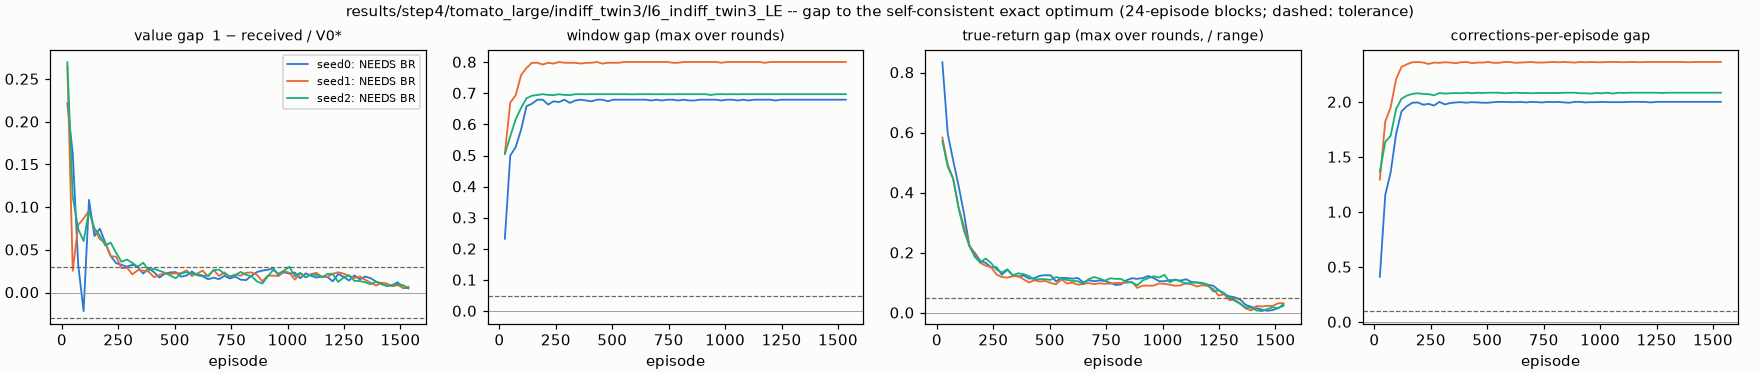 results/step4/tomato_large/indiff_twin3/l6_indiff_twin3_LE -- gap to the self-consistent exact optimum (24-episode blocks; dashed: tolerance)
value gap 1 − received / V0*
0.25
0.20
0.15
0.10
0.05
0.00
seed0: NEEDS BR
seed1: NEEDS BR
seed2: NEEDS BR
0 250 500 750 1000 1250 1500
episode
window gap (max over rounds)
0.8
0.7
0.6
0.5
0.4
0.3
0.2
0.1
0.0
0 250 500 750 1000 1250 1500
episode
true-return gap (max over rounds, / range)
0.8
0.6
0.4
0.2
0.0
0 250 500 750 1000 1250 1500
episode
corrections-per-episode gap
2.0
1.5
1.0
0.5
0.0
0 250 500 750 1000 1250 1500
episode